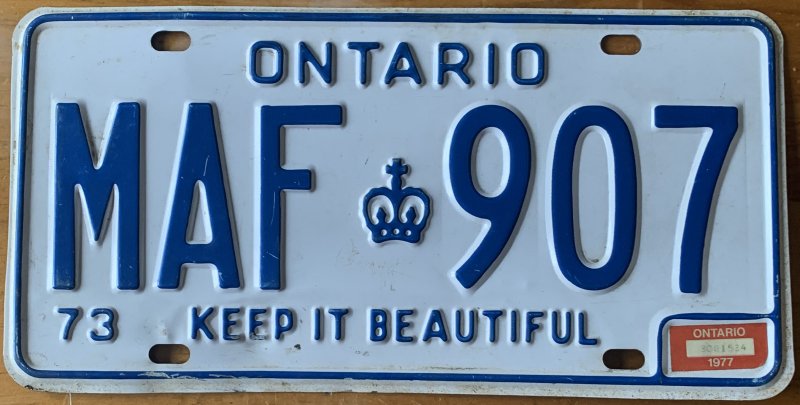 ONTARIO
MAF 907
73 KEEP IT BEAUTIFUL
ONTARIO
1977